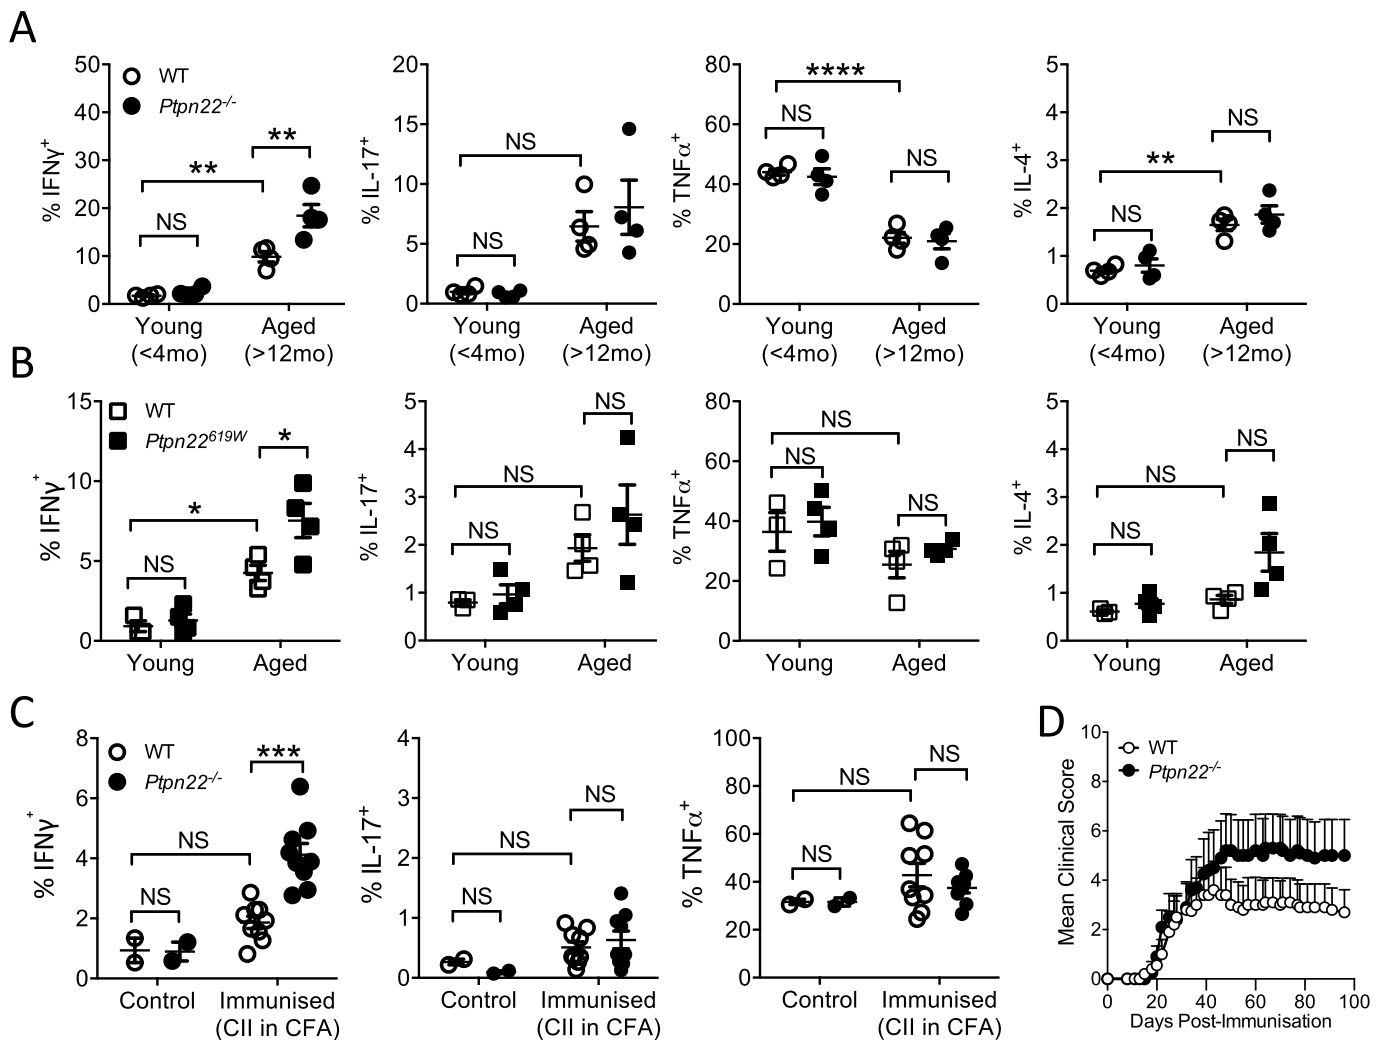 A
% IFNγ+
50
40
30
20
10
0
WT
Ptpn22-/-
NS
**
**
Young
(<4mo)
Aged
(>12mo)
% IL-17+
20
15
10
5
0
NS
NS
Young
(<4mo)
Aged
(>12mo)
% TNFα+
80
60
40
20
0
****
NS
NS
Young
(<4mo)
Aged
(>12mo)
% IL-4+
5
4
3
2
1
0
NS
**
NS
Young
(<4mo)
Aged
(>12mo)
B
% IFNγ+
15
10
5
0
WT
Ptpn22619W
*
*
NS
Young
Aged
% IL-17+
5
4
3
2
1
0
NS
NS
NS
Young
Aged
% TNFα+
80
60
40
20
0
NS
NS
NS
Young
Aged
% IL-4+
5
4
3
2
1
0
NS
NS
NS
Young
Aged
C
% IFNγ+
8
6
4
2
0
WT
Ptpn22-/-
***
NS
NS
Control
Immunised
(CII in CFA)
% IL-17+
4
3
2
1
0
NS
NS
NS
Control
Immunised
(CII in CFA)
% TNFα+
100
80
60
40
20
0
NS
NS
NS
Control
Immunised
(CII in CFA)
D
Mean Clinical Score
10
8
6
4
2
0
WT
Ptpn22-/-
0
20
40
60
80
100
Days Post-Immunisation